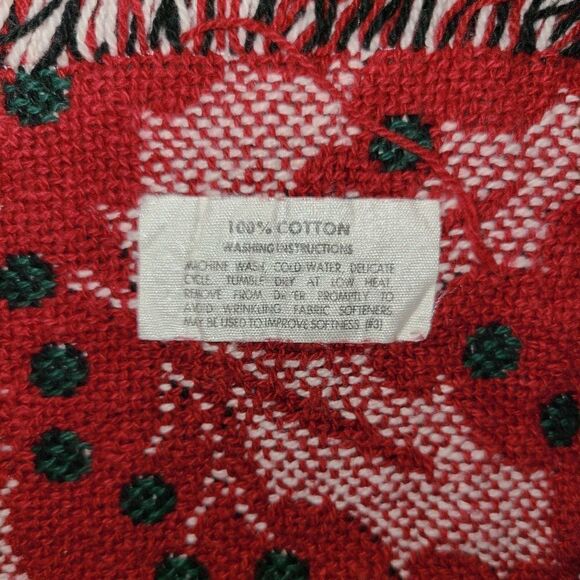 100% COTTON
WASHING INSTRUCTIONS
MACHINE WASH, COLD WATER, DELICATE
CYCLE. TUMBLE DRY AT LOW HEAT.
REMOVE FROM DRYER PROMPTLY TO
AVOID WRINKLING FABRIC SOFTENERS
MAY BE USED TO IMPROVE SOFTNESS (#3)